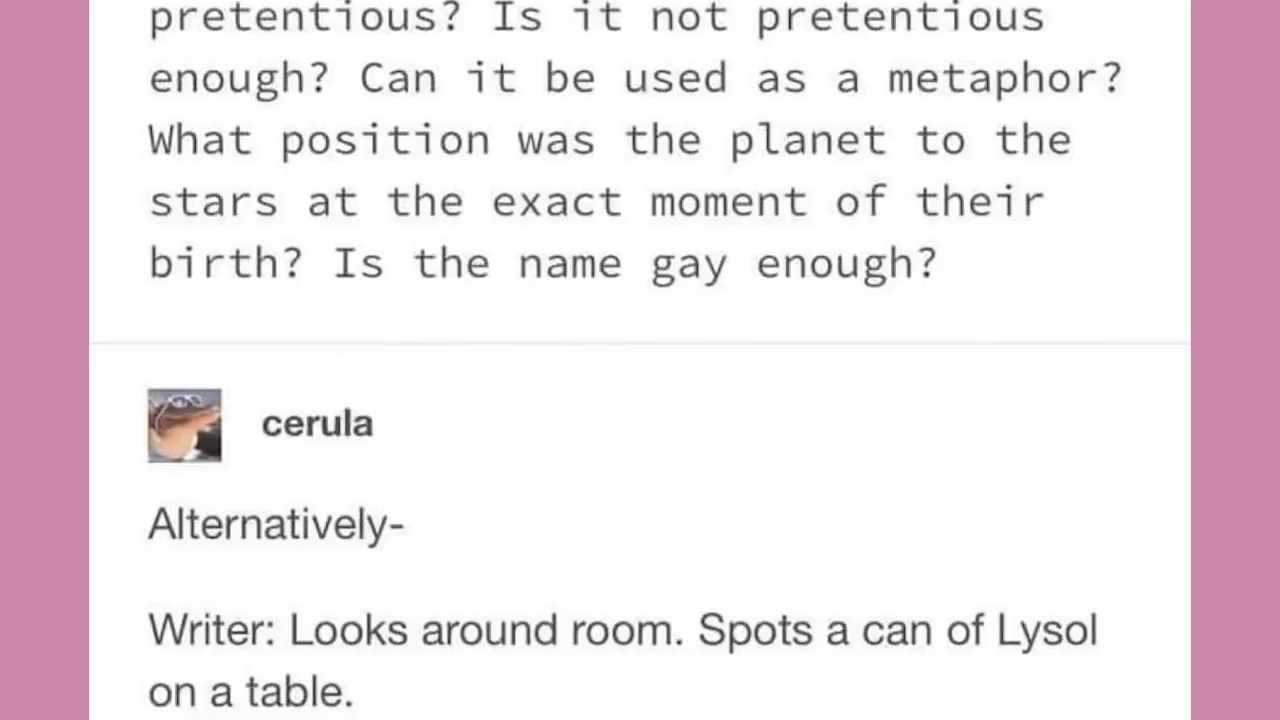 pretentious? Is it not pretentious
enough? Can it be used as a metaphor?
What position was the planet to the
stars at the exact moment of their
birth? Is the name gay enough?
cerula
Alternatively-
Writer: Looks around room. Spots a can of Lysol
on a table.